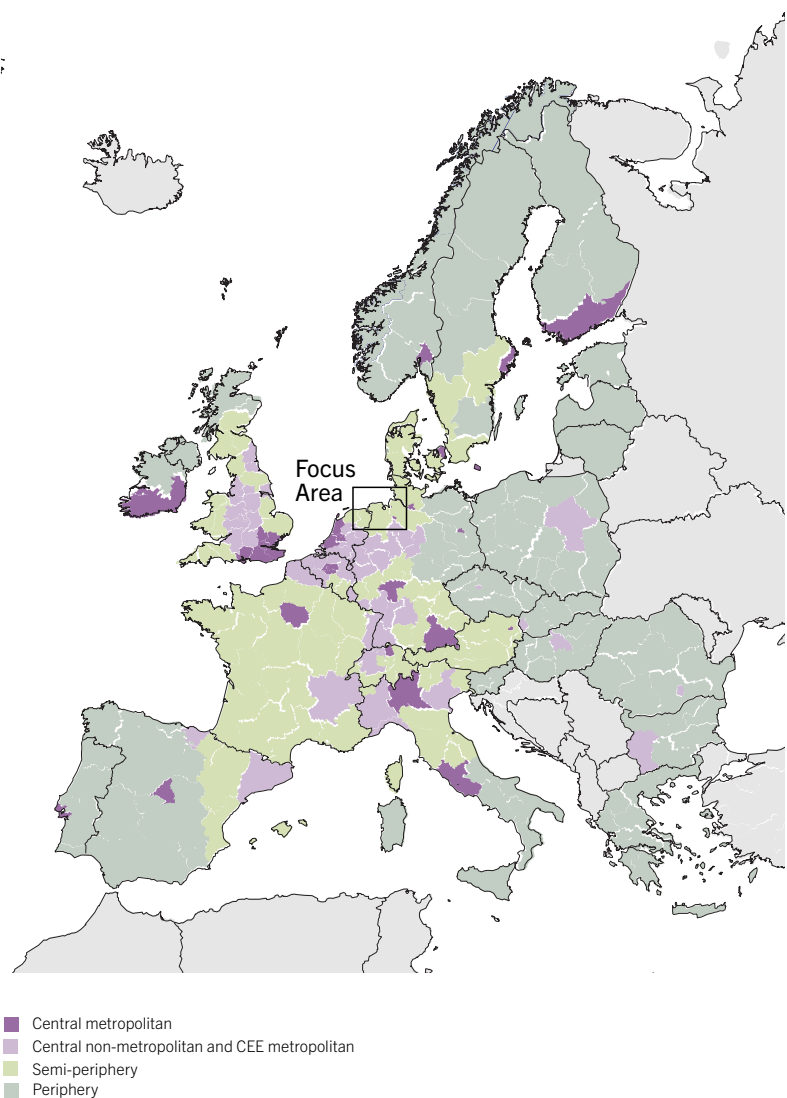 Focus
Area
Central metropolitan
Central non-metropolitan and CEE metropolitan
Semi-periphery
Periphery